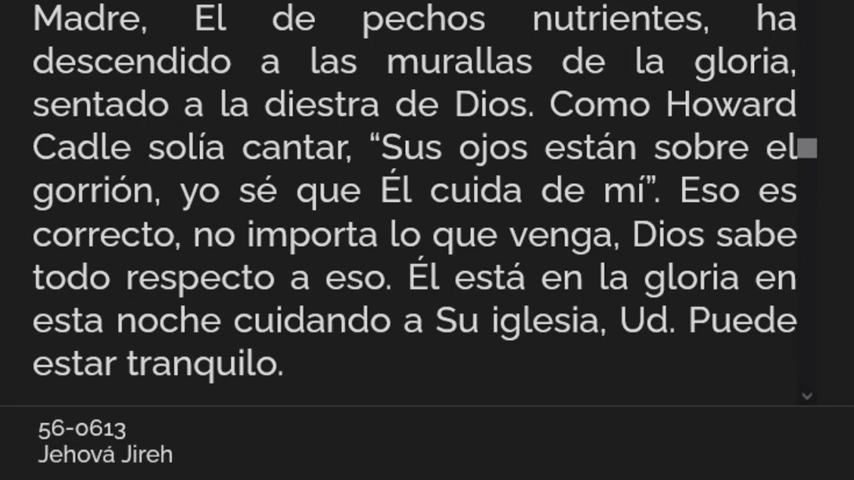 Madre, El de pechos nutrientes, ha
descendido a las murallas de la gloria,
sentado a la diestra de Dios. Como Howard
Cadle solía cantar, “Sus ojos están sobre el
gorrión, yo sé que Él cuida de mí”. Eso es
correcto, no importa lo que venga, Dios sabe
todo respecto a eso. Él está en la gloria en
esta noche cuidando a Su iglesia, Ud. Puede
estar tranquilo.
56-0613
Jehová Jireh